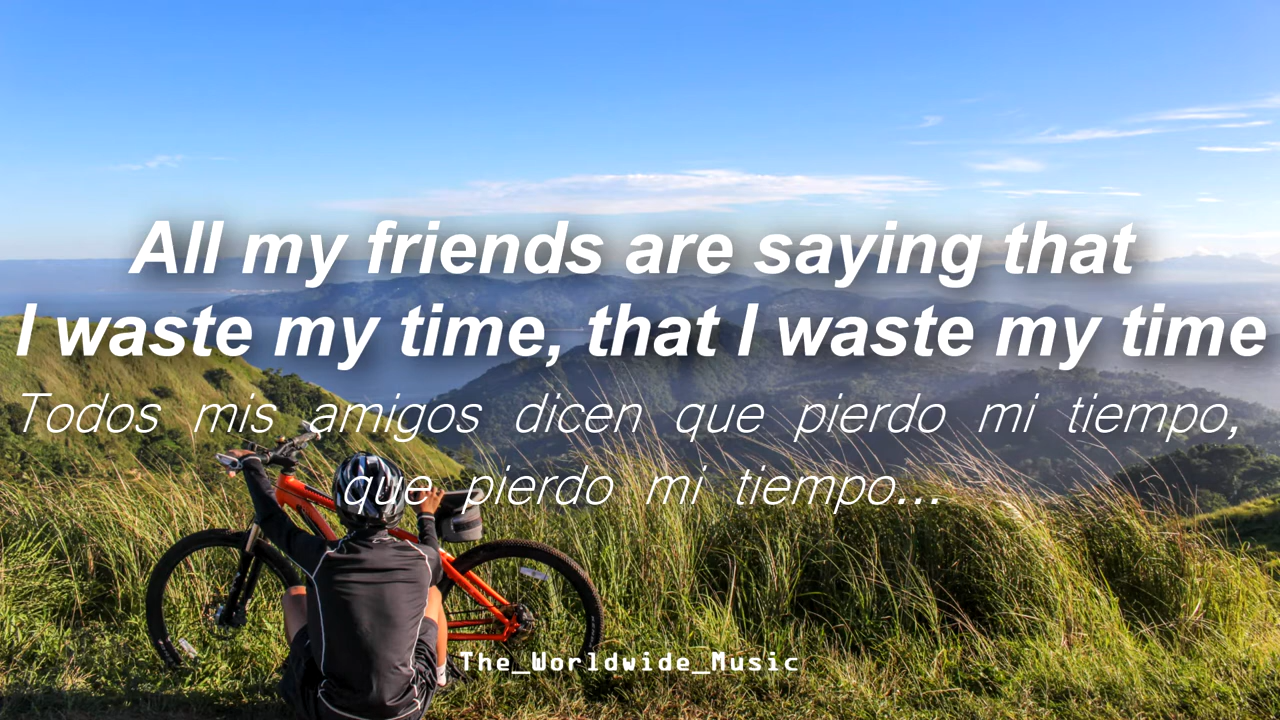 All my friends are saying that
I waste my time, that I waste my time
Todos mis amigos dicen que pierdo mi tiempo,
que pierdo mi tiempo...
The_Worldwide_Music